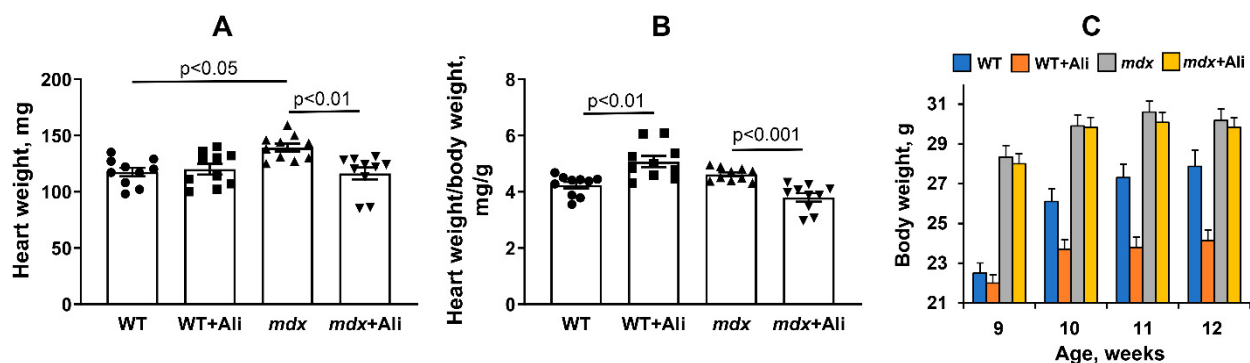 A
Heart weight, mg
200
150
100
50
0
p<0.05
p<0.01
WT WT+Ali mdx mdx+Ali
B
Heart weight/body weight,
mg/g
8
6
4
2
0
p<0.01
p<0.001
WT WT+Ali mdx mdx+Ali
C
WT WT+Ali mdx mdx+Ali
Body weight, g
31
29
27
25
23
21
9 10 11 12
Age, weeks